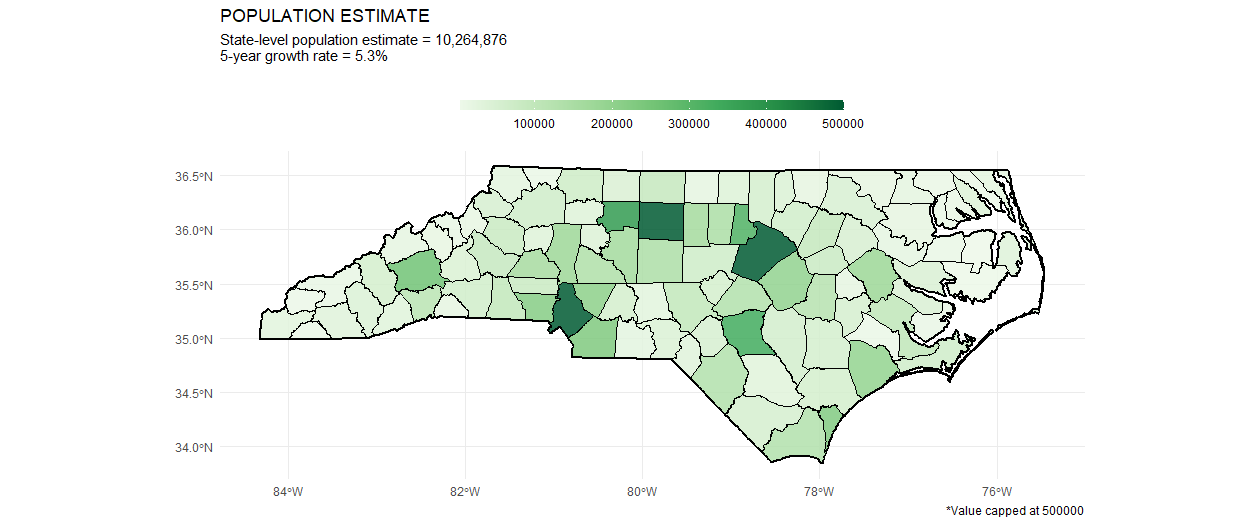 POPULATION ESTIMATE
State-level population estimate = 10,264,876
5-year growth rate = 5.3%
100000 200000 300000 400000 500000
36.5°N
36.0°N
35.5°N
35.0°N
34.5°N
34.0°N
84°W 82°W 80°W 78°W 76°W
*Value capped at 500000